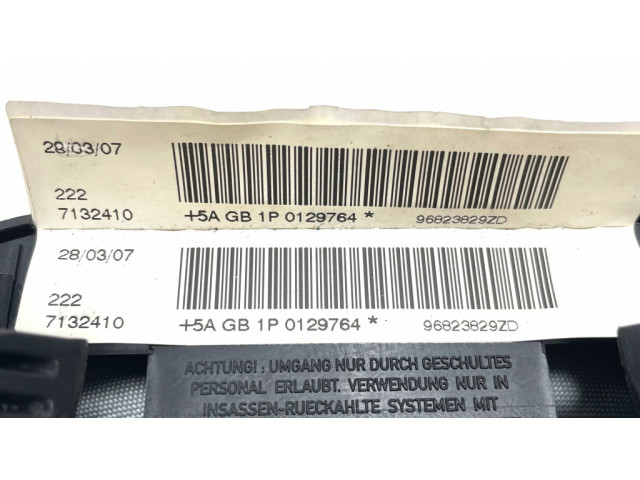 28/03/07
222
7132410 +5A GB 1P 0129764 * 96823829ZD
28/03/07
222
7132410 +5A GB 1P 0129764 * 96823829ZD
ACHTUNG! : UMGANG NUR DURCH GESCHULTES
PERSONAL ERLAUBT. VERWENDUNG NUR IN
INSASSEN-RUECKAHLTE SYSTEMEN MIT